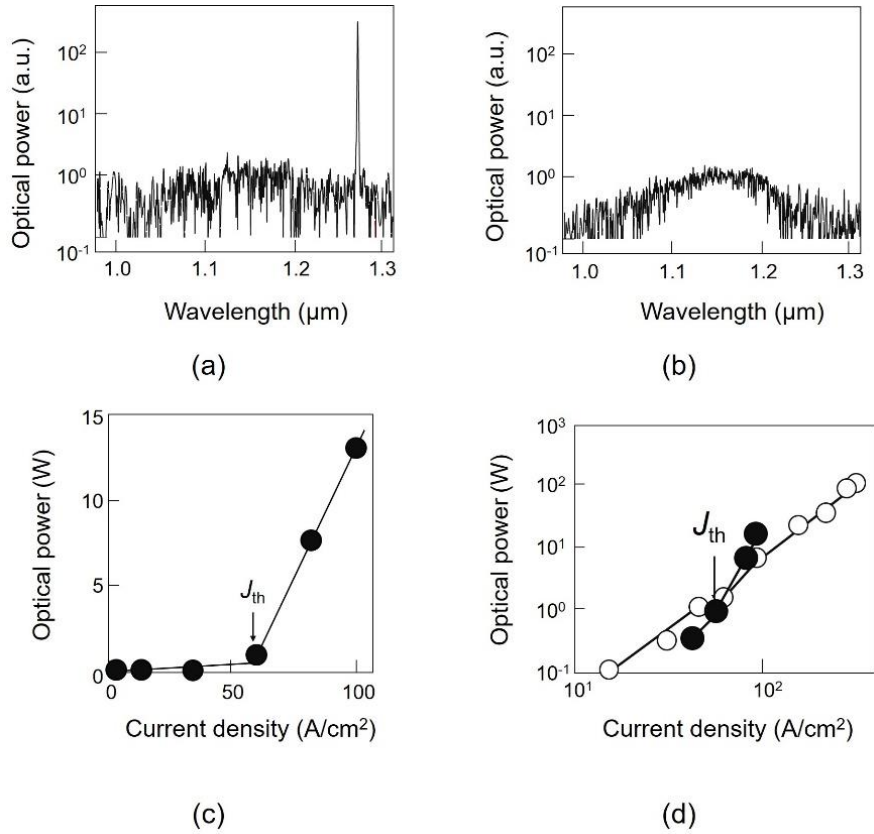 Optical power (a.u.)
10²
10¹
10⁰
10⁻¹
1.0 1.1 1.2 1.3
Wavelength (μm)
(a)
Optical power (a.u.)
10²
10¹
10⁰
10⁻¹
1.0 1.1 1.2 1.3
Wavelength (μm)
(b)
Optical power (W)
15
10
5
0
J_th
0 50 100
Current density (A/cm²)
(c)
Optical power (W)
10³
10²
10¹
10⁰
10⁻¹
J_th
10¹ 10²
Current density (A/cm²)
(d)